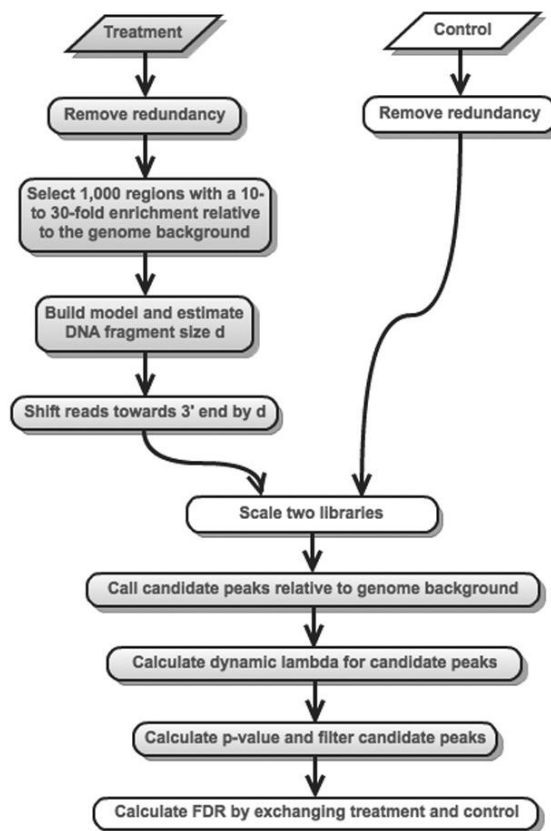 Treatment
Control
Remove redundancy
Remove redundancy
Select 1,000 regions with a 10-
to 30-fold enrichment relative
to the genome background
Build model and estimate
DNA fragment size d
Shift reads towards 3' end by d
Scale two libraries
Call candidate peaks relative to genome background
Calculate dynamic lambda for candidate peaks
Calculate p-value and filter candidate peaks
Calculate FDR by exchanging treatment and control